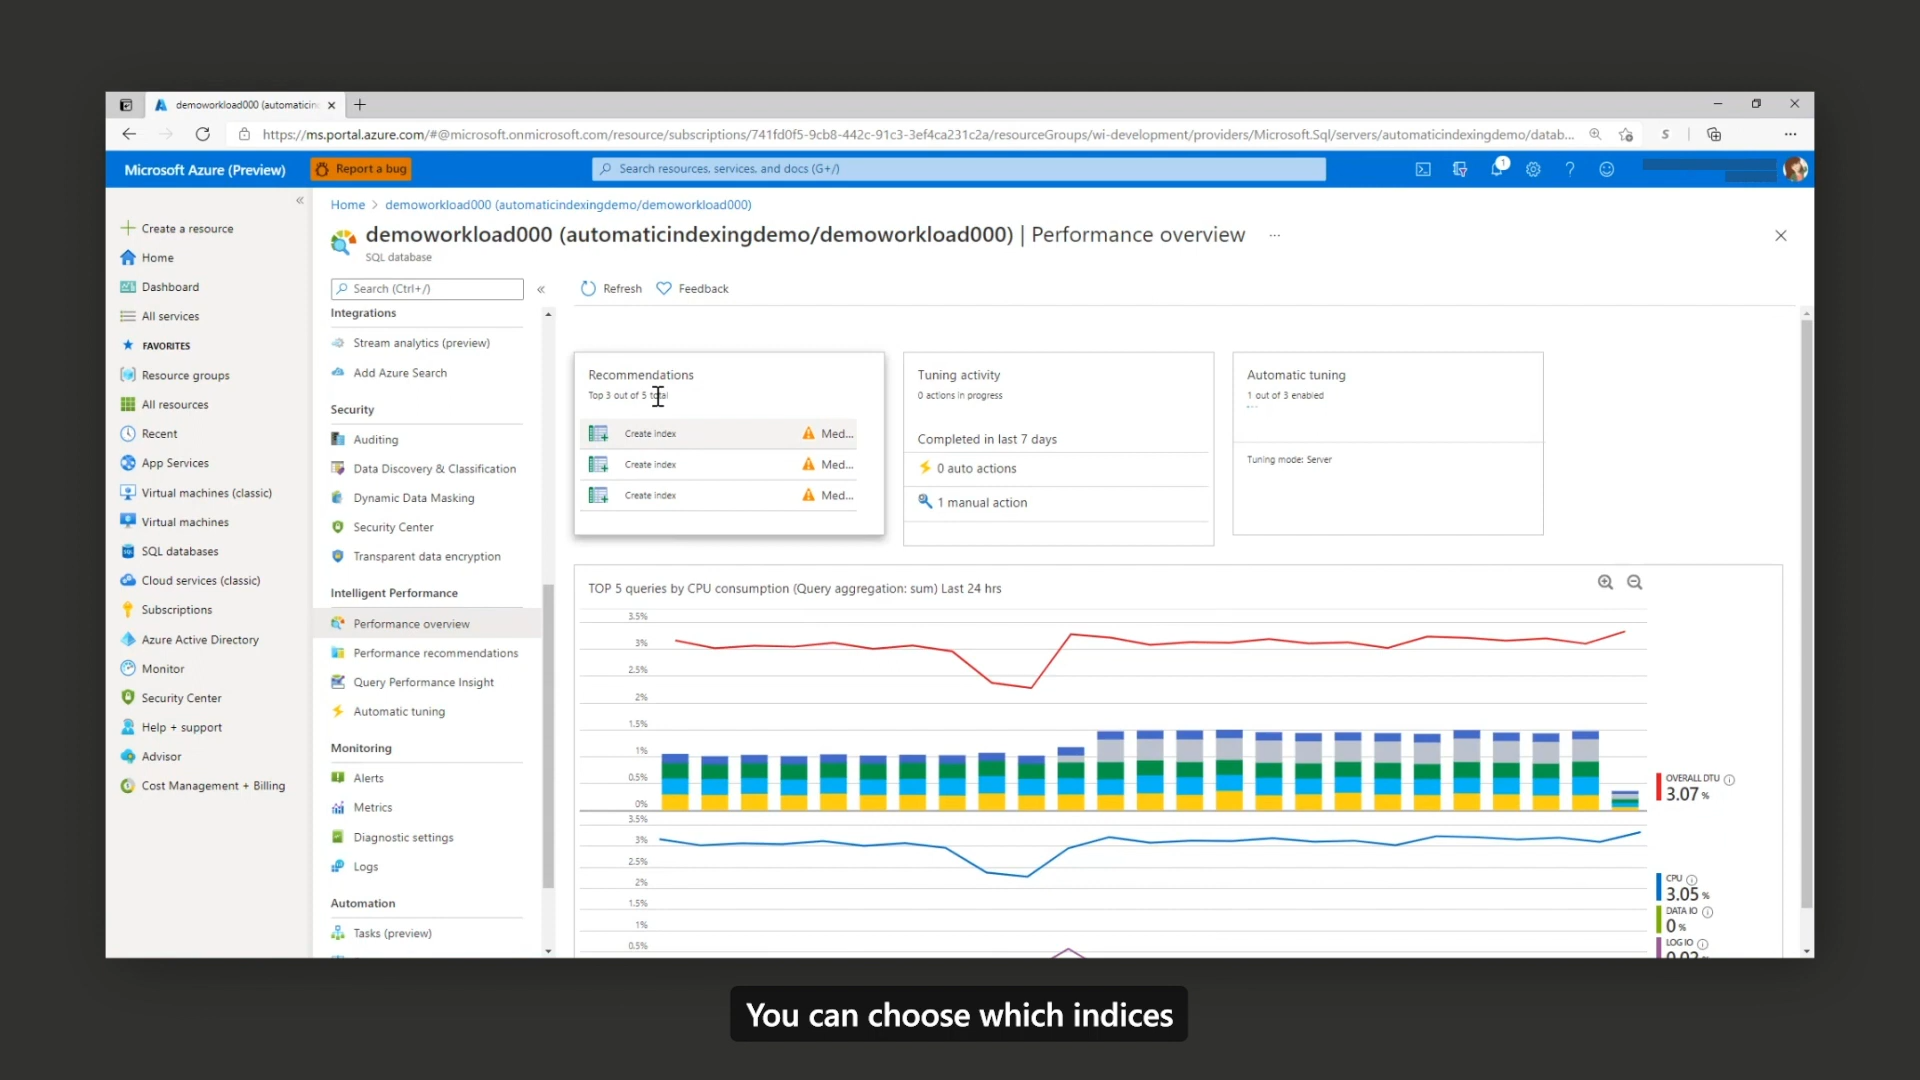 demoworkload000 (automaticin
https://ms.portal.azure.com/#@microsoft.onmicrosoft.com/resource/subscriptions/741fd0f5-9cb8-442c-91c3-3ef4ca231c2a/resourceGroups/wi-development/providers/Microsoft.Sql/servers/automaticindexingdemo/datab...
Microsoft Azure (Preview)
Report a bug
Search resources, services, and docs (G+/)
1
Create a resource
Home
Dashboard
All services
FAVORITES
Resource groups
All resources
Recent
App Services
Virtual machines (classic)
Virtual machines
SQL databases
Cloud services (classic)
Subscriptions
Azure Active Directory
Monitor
Security Center
Help + support
Advisor
Cost Management + Billing
Home > demoworkload000 (automaticindexingdemo/demoworkload000)
demoworkload000 (automaticindexingdemo/demoworkload000) | Performance overview ...
SQL database
Search (Ctrl+/)
Integrations
Stream analytics (preview)
Add Azure Search
Security
Auditing
Data Discovery & Classification
Dynamic Data Masking
Security Center
Transparent data encryption
Intelligent Performance
Performance overview
Performance recommendations
Query Performance Insight
Automatic tuning
Monitoring
Alerts
Metrics
Diagnostic settings
Logs
Automation
Tasks (preview)
Refresh
Feedback
Recommendations
Top 3 out of 5 total
Create index Med...
Create index Med...
Create index Med...
Tuning activity
0 actions in progress
Completed in last 7 days
0 auto actions
1 manual action
Automatic tuning
1 out of 3 enabled
Tuning mode: Server
TOP 5 queries by CPU consumption (Query aggregation: sum) Last 24 hrs
3.5%
3%
2.5%
2%
1.5%
1%
0.5%
0%
3.5%
3%
2.5%
2%
1.5%
1%
0.5%
OVERALL DTU
3.07 %
CPU
3.05 %
DATA IO
0 %
LOG IO
You can choose which indices